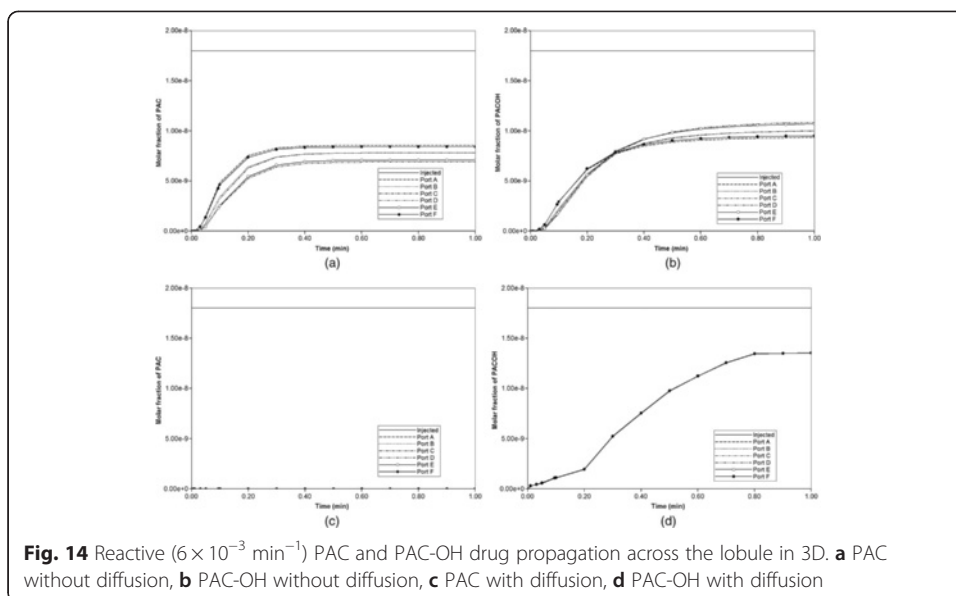 2.00e-8
1.50e-8
1.00e-8
5.00e-9
0.00e+0
Molar fraction of PAC
0.00
0.20
0.40
0.60
0.80
1.00
Time (min)
Injected
Port A
Port B
Port C
Port D
Port E
Port F
(a)
2.00e-8
1.50e-8
1.00e-8
5.00e-9
0.00e+0
Molar fraction of PACOH
0.00
0.20
0.40
0.60
0.80
1.00
Time (min)
Injected
Port A
Port B
Port C
Port D
Port E
Port F
(b)
2.00e-8
1.50e-8
1.00e-8
5.00e-9
0.00e+0
Molar fraction of PAC
0.00
0.20
0.40
0.60
0.80
1.00
Time (min)
Injected
Port A
Port B
Port C
Port D
Port E
Port F
(c)
2.00e-8
1.50e-8
1.00e-8
5.00e-9
0.00e+0
Molar fraction of PACOH
0.00
0.20
0.40
0.60
0.80
1.00
Time (min)
Injected
Port A
Port B
Port C
Port D
Port E
Port F
(d)
Fig. 14 Reactive (6 × 10⁻³ min⁻¹) PAC and PAC-OH drug propagation across the lobule in 3D. a PAC
without diffusion, b PAC-OH without diffusion, c PAC with diffusion, d PAC-OH with diffusion